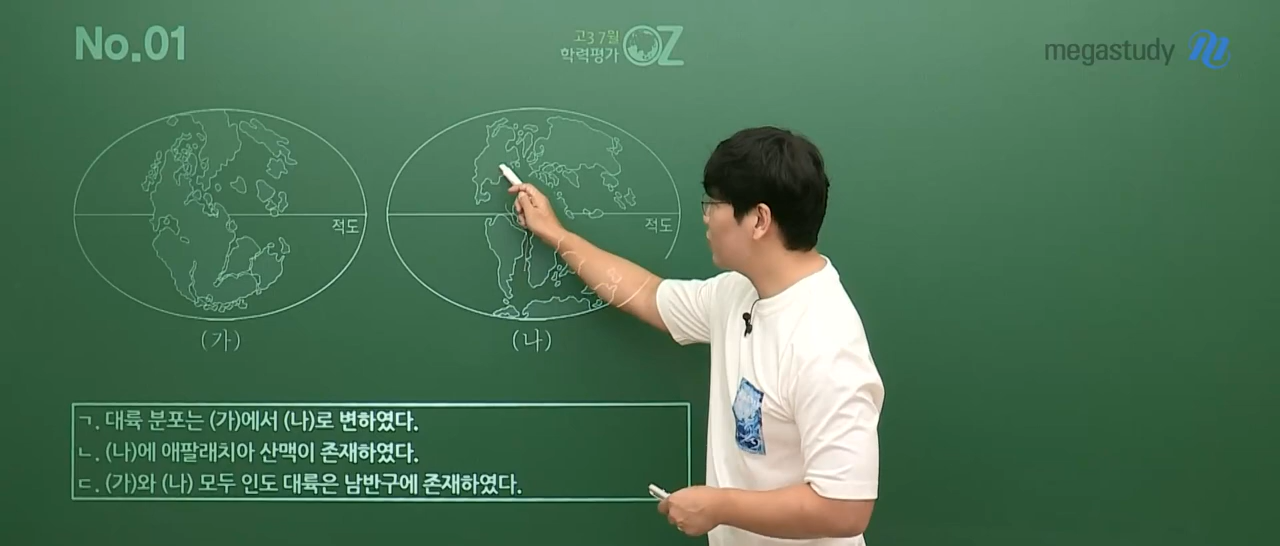 No.01
고3 7월
학력평가 OZ
megastudy
적도
적도
(가)
(나)
ㄱ. 대륙 분포는 (가)에서 (나)로 변하였다.
ㄴ. (나)에 애팔래치아 산맥이 존재하였다.
ㄷ. (가)와 (나) 모두 인도 대륙은 남반구에 존재하였다.